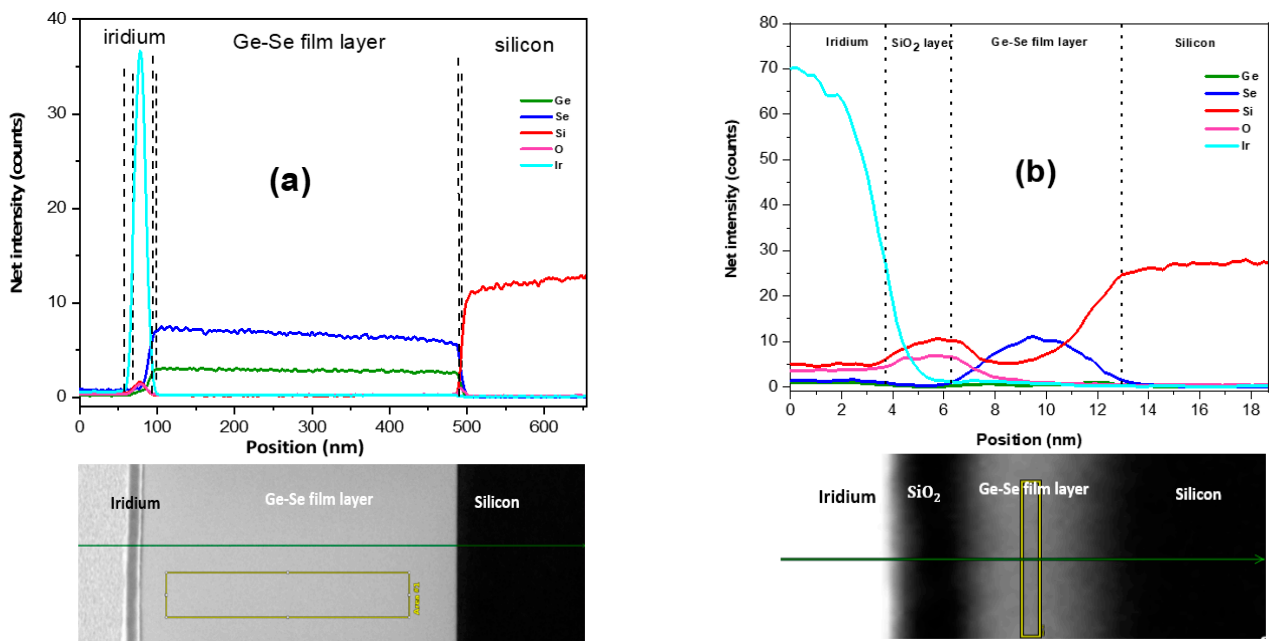 40
30
20
10
0
Net intensity (counts)
iridium
Ge-Se film layer
silicon
Ge
Se
Si
O
Ir
(a)
0 100 200 300 400 500 600
Position (nm)
Iridium
Ge-Se film layer
Silicon
80
70
60
50
40
30
20
10
0
Net intensity (counts)
Iridium
SiO2 layer
Ge-Se film layer
Silicon
Ge
Se
Si
O
Ir
(b)
0 2 4 6 8 10 12 14 16 18
Position (nm)
Iridium
SiO2
Ge-Se film layer
Silicon